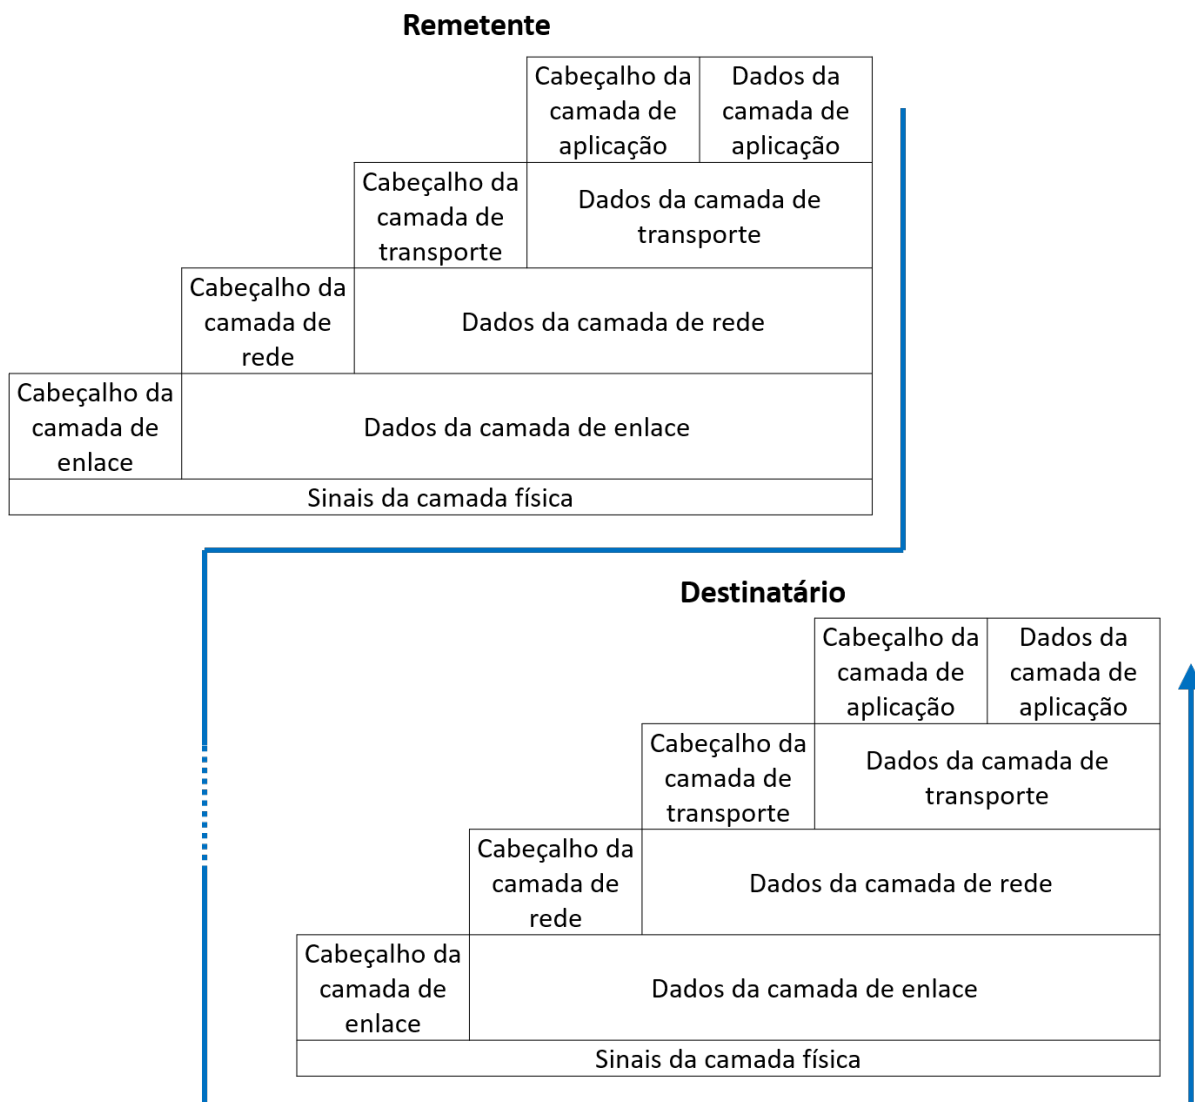 Remetente
Cabeçalho da
camada de
aplicação
Dados da
camada de
aplicação
Cabeçalho da
camada de
transporte
Dados da camada de
transporte
Cabeçalho da
camada de
rede
Dados da camada de rede
Cabeçalho da
camada de
enlace
Dados da camada de enlace
Sinais da camada física
Destinatário
Cabeçalho da
camada de
aplicação
Dados da
camada de
aplicação
Cabeçalho da
camada de
transporte
Dados da camada de
transporte
Cabeçalho da
camada de
rede
Dados da camada de rede
Cabeçalho da
camada de
enlace
Dados da camada de enlace
Sinais da camada física